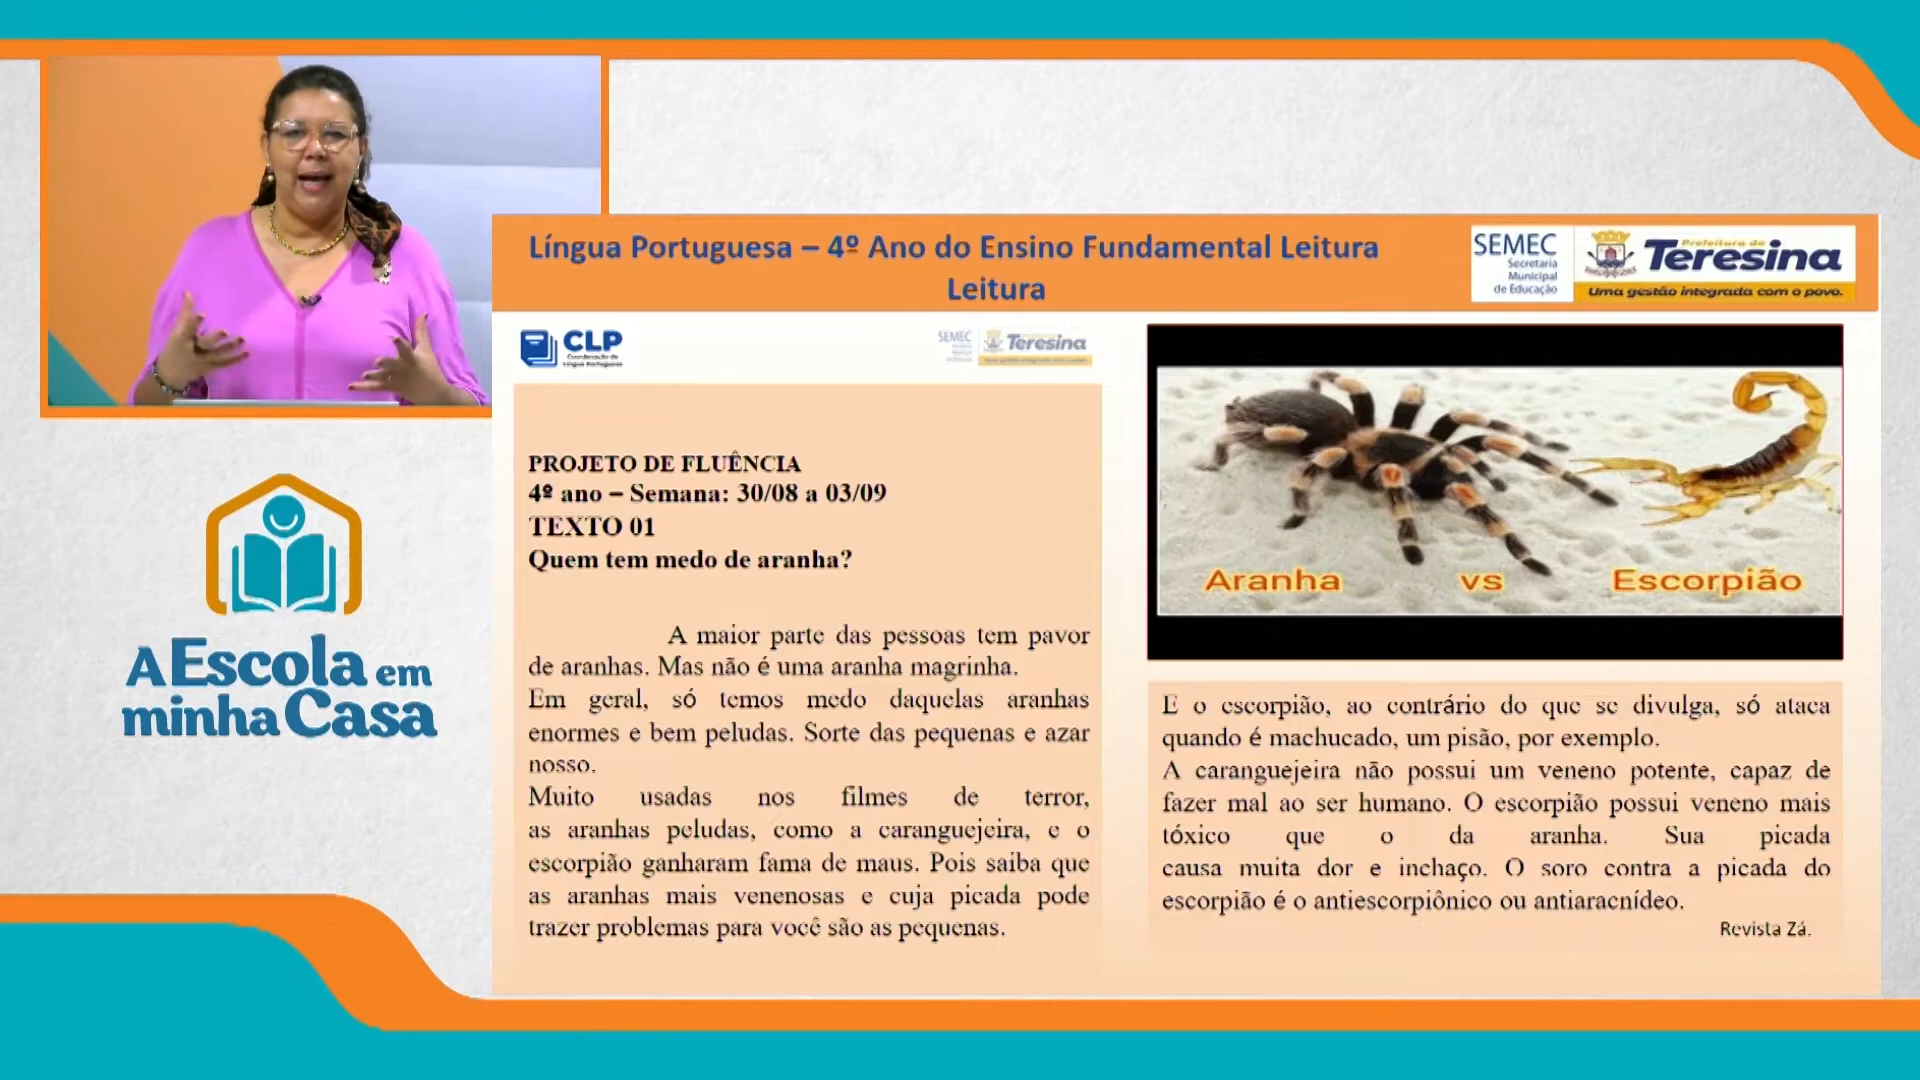 Língua Portuguesa – 4º Ano do Ensino Fundamental Leitura
Leitura
SEMEC
Secretaria
Municipal
de Educação
Prefeitura de
Teresina
Uma gestão integrada com o povo.
CLP
Coordenação de
Língua Portuguesa
SEMEC
Teresina
PROJETO DE FLUÊNCIA
4º ano – Semana: 30/08 a 03/09
TEXTO 01
Quem tem medo de aranha?
A maior parte das pessoas tem pavor
de aranhas. Mas não é uma aranha magrinha.
Em geral, só temos medo daquelas aranhas
enormes e bem peludas. Sorte das pequenas e azar
nosso.
Muito usadas nos filmes de terror,
as aranhas peludas, como a caranguejeira, e o
escorpião ganharam fama de maus. Pois saiba que
as aranhas mais venenosas e cuja picada pode
trazer problemas para você são as pequenas.
Aranha vs Escorpião
E o escorpião, ao contrário do que se divulga, só ataca
quando é machucado, um pisão, por exemplo.
A caranguejeira não possui um veneno potente, capaz de
fazer mal ao ser humano. O escorpião possui veneno mais
tóxico que o da aranha. Sua picada
causa muita dor e inchaço. O soro contra a picada do
escorpião é o antiescorpiônico ou antiaracnídeo.
Revista Zá.
A Escola em
minha Casa